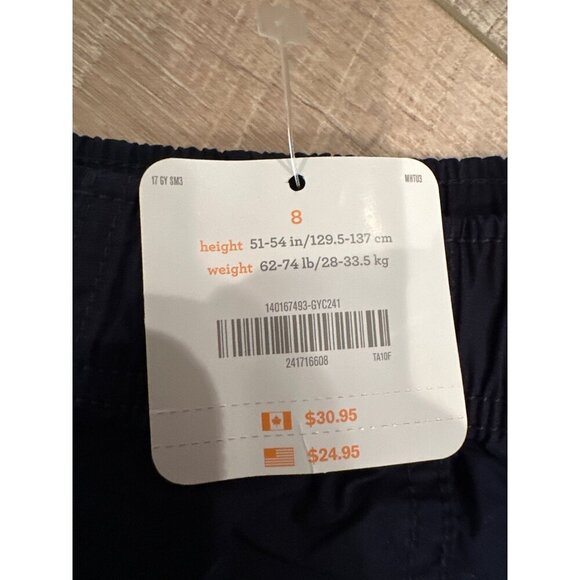 17 GY SM3 MHTU3
8
height 51-54 in/129.5-137 cm
weight 62-74 lb/28-33.5 kg
140167493-GYC241
241716608 TA10F
$30.95
$24.95